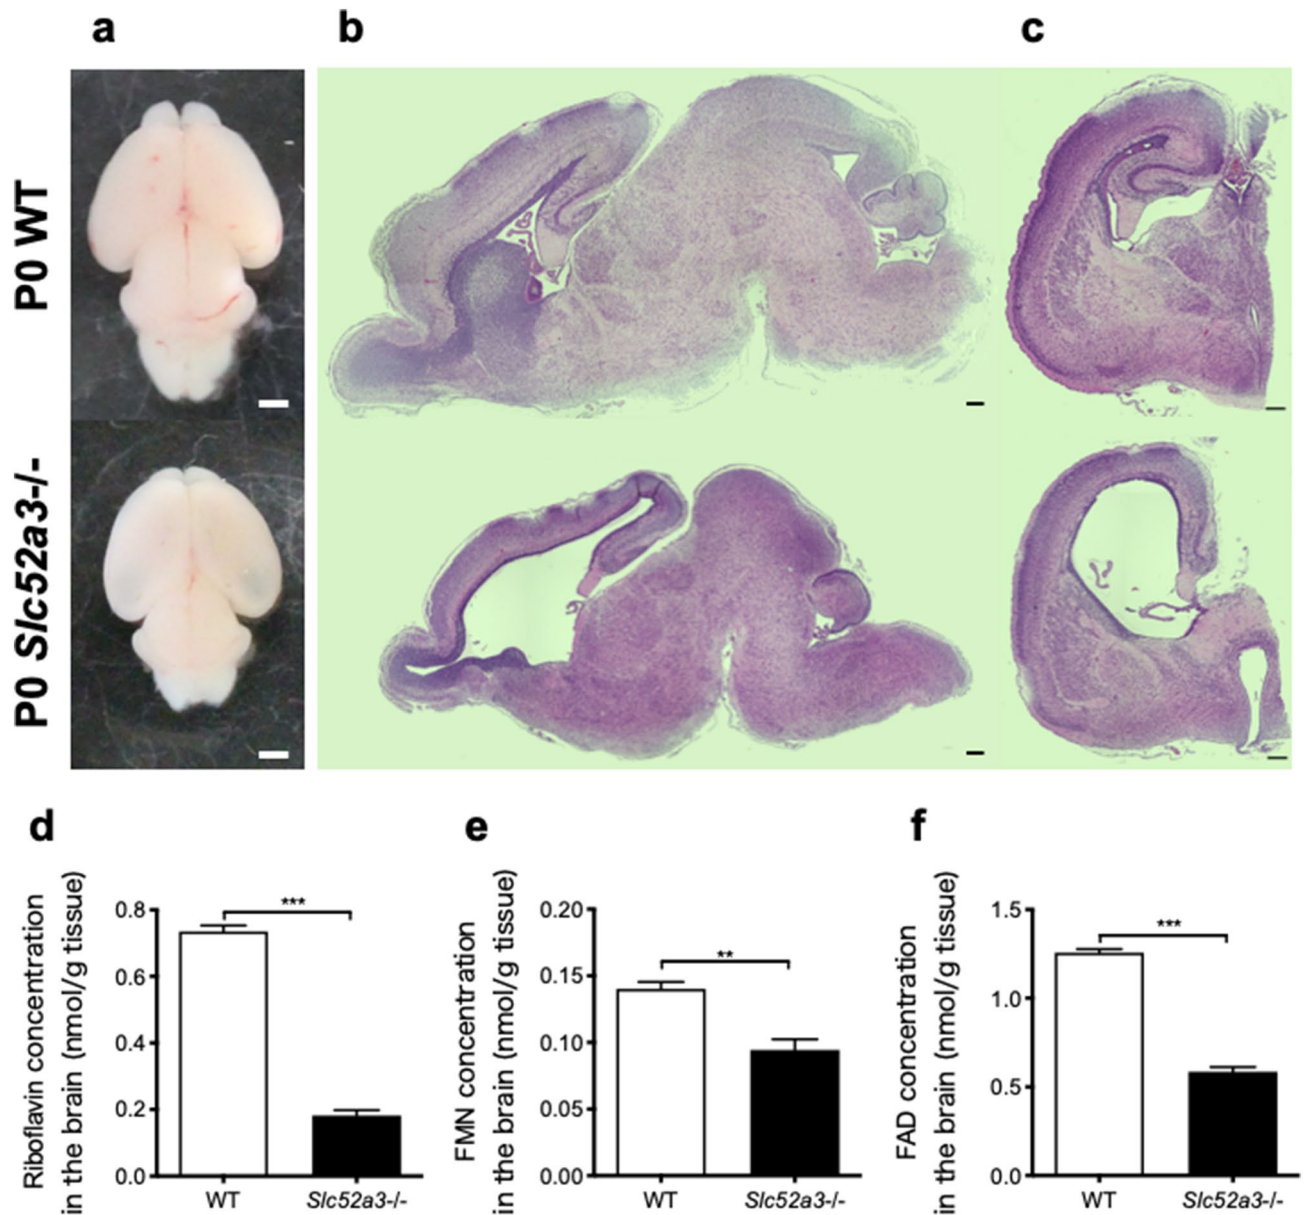 a
b
c
P0 WT
P0 Slc52a3-/-
d
Riboflavin concentration
in the brain (nmol/g tissue)
0.8
0.6
0.4
0.2
0.0
***
WT
Slc52a3-/-
e
FMN concentration
in the brain (nmol/g tissue)
0.20
0.15
0.10
0.05
0.00
**
WT
Slc52a3-/-
f
FAD concentration
in the brain (nmol/g tissue)
1.5
1.0
0.5
0.0
***
WT
Slc52a3-/-